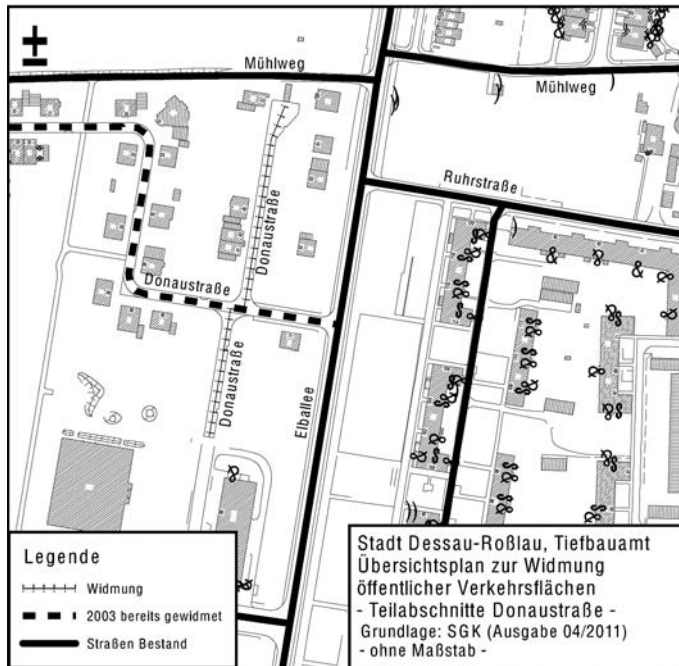 Mühlweg
Mühlweg
Ruhrstraße
Donaustraße
Donaustraße
Donaustraße
Elballee
Legende
Widmung
2003 bereits gewidmet
Straßen Bestand
Stadt Dessau-Roßlau, Tiefbauamt
Übersichtsplan zur Widmung
öffentlicher Verkehrsflächen
- Teilabschnitte Donaustraße -
Grundlage: SGK (Ausgabe 04/2011)
- ohne Maßstab -